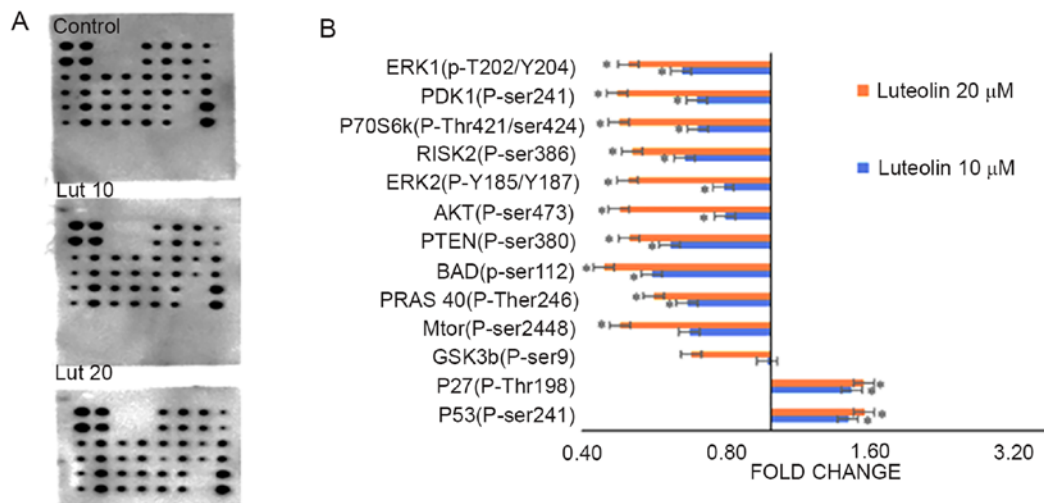 A
Control
Lut 10
Lut 20
B
ERK1(p-T202/Y204)
PDK1(P-ser241)
P70S6k(P-Thr421/ser424)
RISK2(P-ser386)
ERK2(P-Y185/Y187)
AKT(P-ser473)
PTEN(P-ser380)
BAD(p-ser112)
PRAS 40(P-Ther246)
Mtor(P-ser2448)
GSK3b(P-ser9)
P27(P-Thr198)
P53(P-ser241)
Luteolin 20 μM
Luteolin 10 μM
0.40 0.80 1.60 3.20
FOLD CHANGE